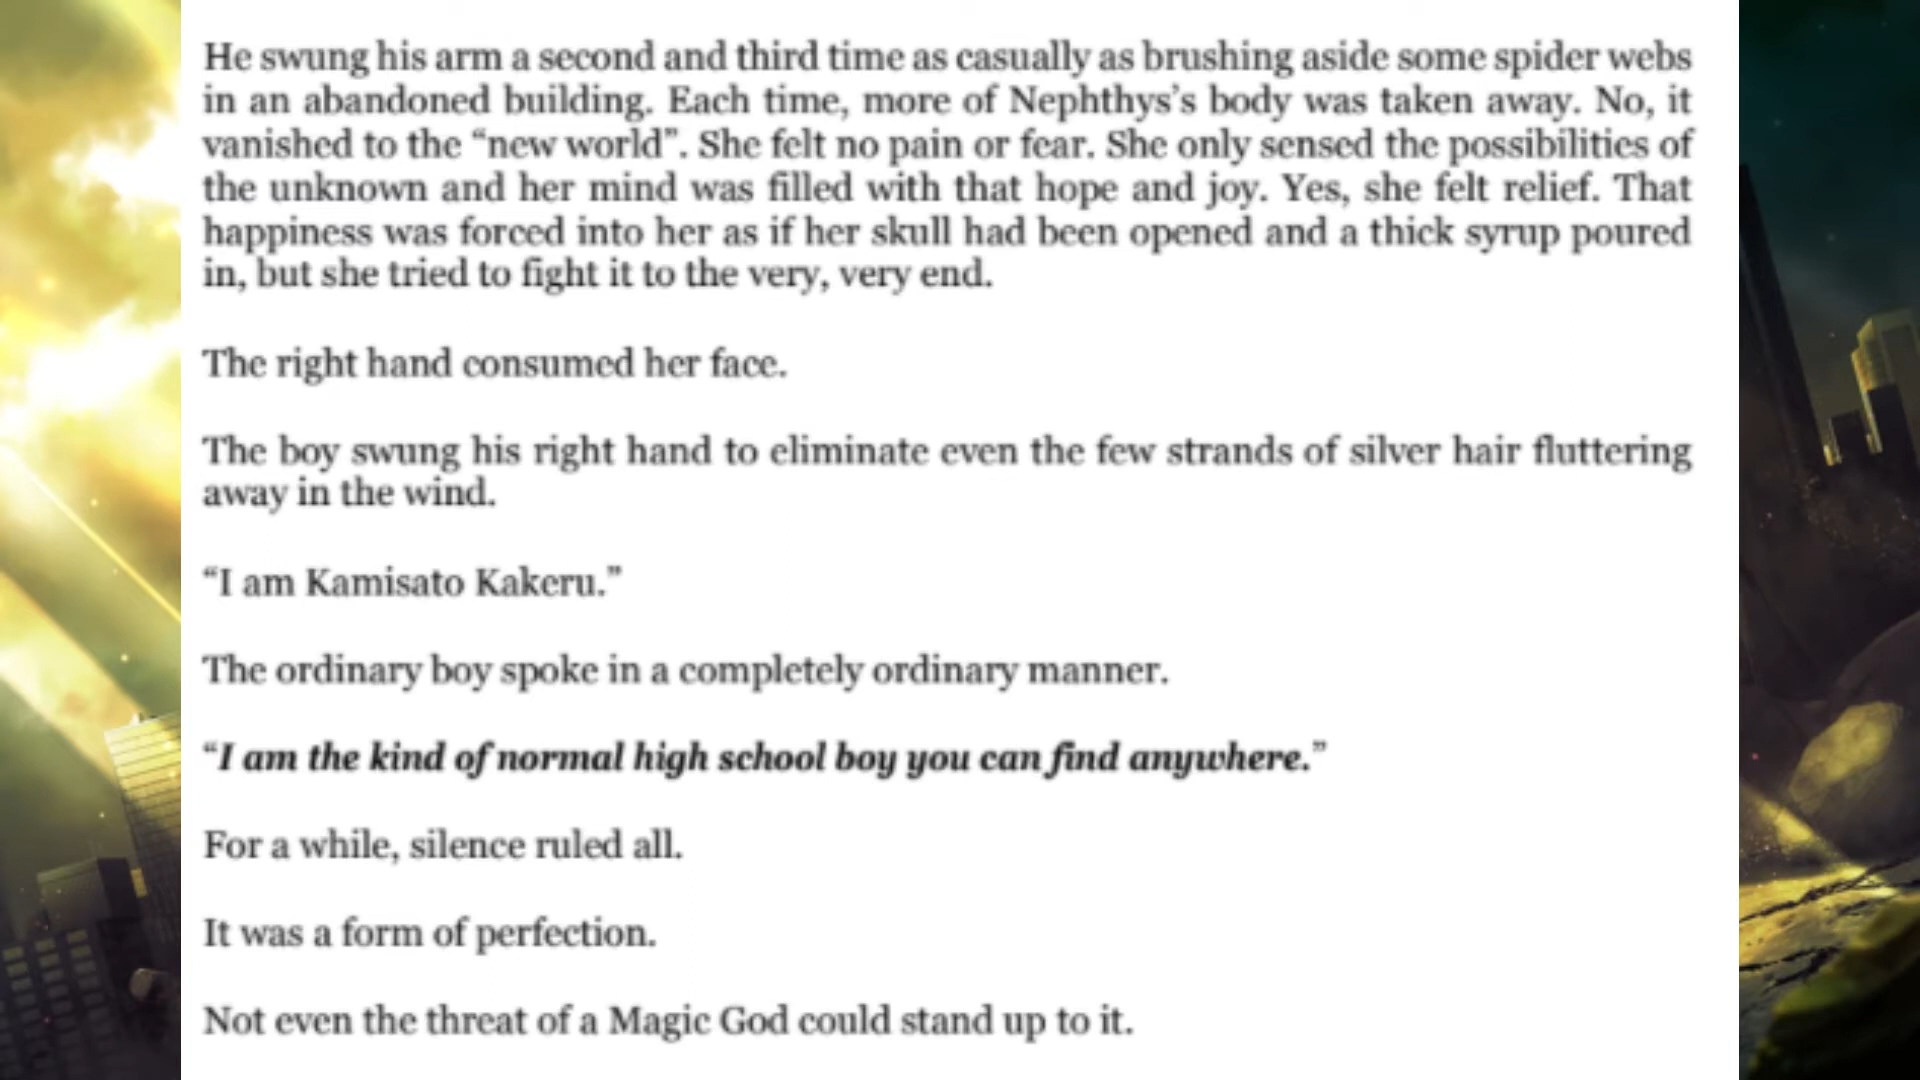 He swung his arm a second and third time as casually as brushing aside some spider webs
in an abandoned building. Each time, more of Nephthys’s body was taken away. No, it
vanished to the “new world”. She felt no pain or fear. She only sensed the possibilities of
the unknown and her mind was filled with that hope and joy. Yes, she felt relief. That
happiness was forced into her as if her skull had been opened and a thick syrup poured
in, but she tried to fight it to the very, very end.
The right hand consumed her face.
The boy swung his right hand to eliminate even the few strands of silver hair fluttering
away in the wind.
“I am Kamisato Kakeru.”
The ordinary boy spoke in a completely ordinary manner.
“I am the kind of normal high school boy you can find anywhere.”
For a while, silence ruled all.
It was a form of perfection.
Not even the threat of a Magic God could stand up to it.